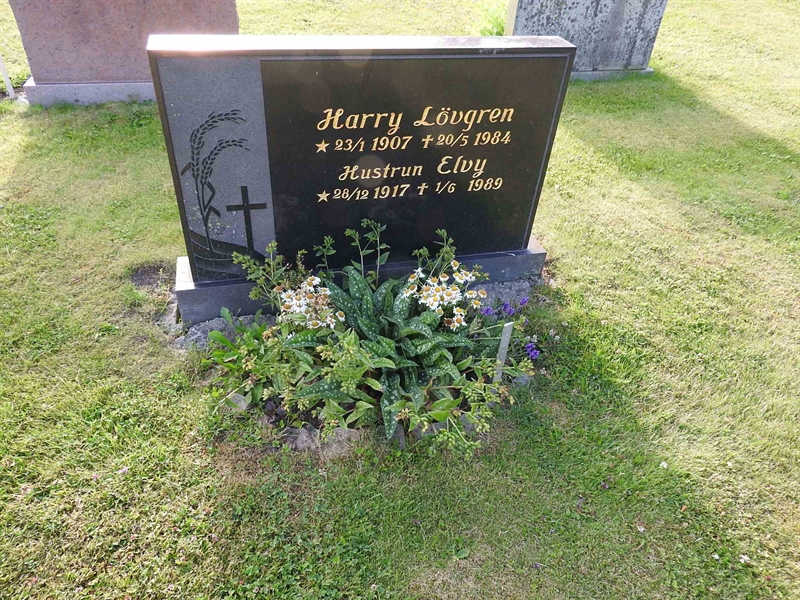 Harry Lövgren
★ 23/1 1907 ✝ 20/5 1984
Hustrun Elvy
★ 28/12 1917 ✝ 1/6 1989